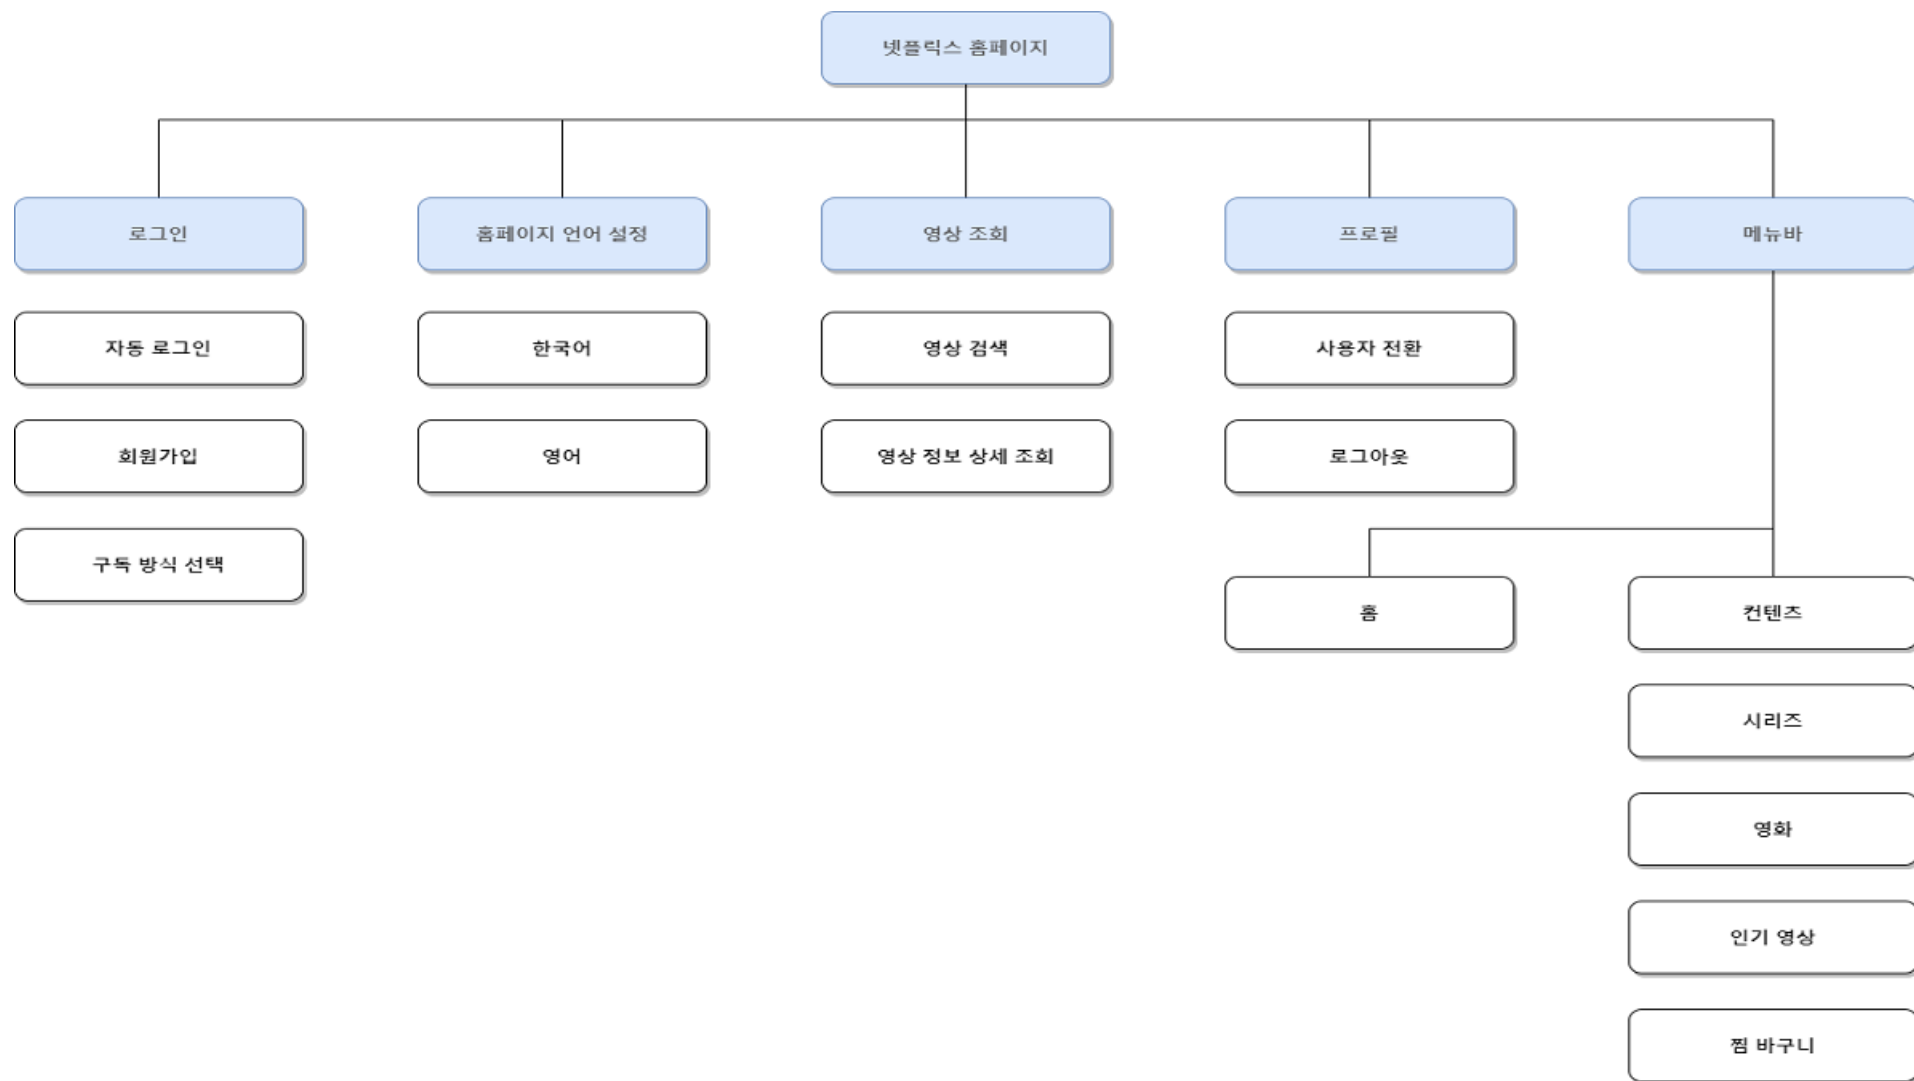 넷플릭스 홈페이지
로그인
홈페이지 언어 설정
영상 조회
프로필
메뉴바
자동 로그인
한국어
영상 검색
사용자 전환
회원가입
영어
영상 정보 상세 조회
로그아웃
구독 방식 선택
홈
컨텐츠
시리즈
영화
인기 영상
찜 바구니